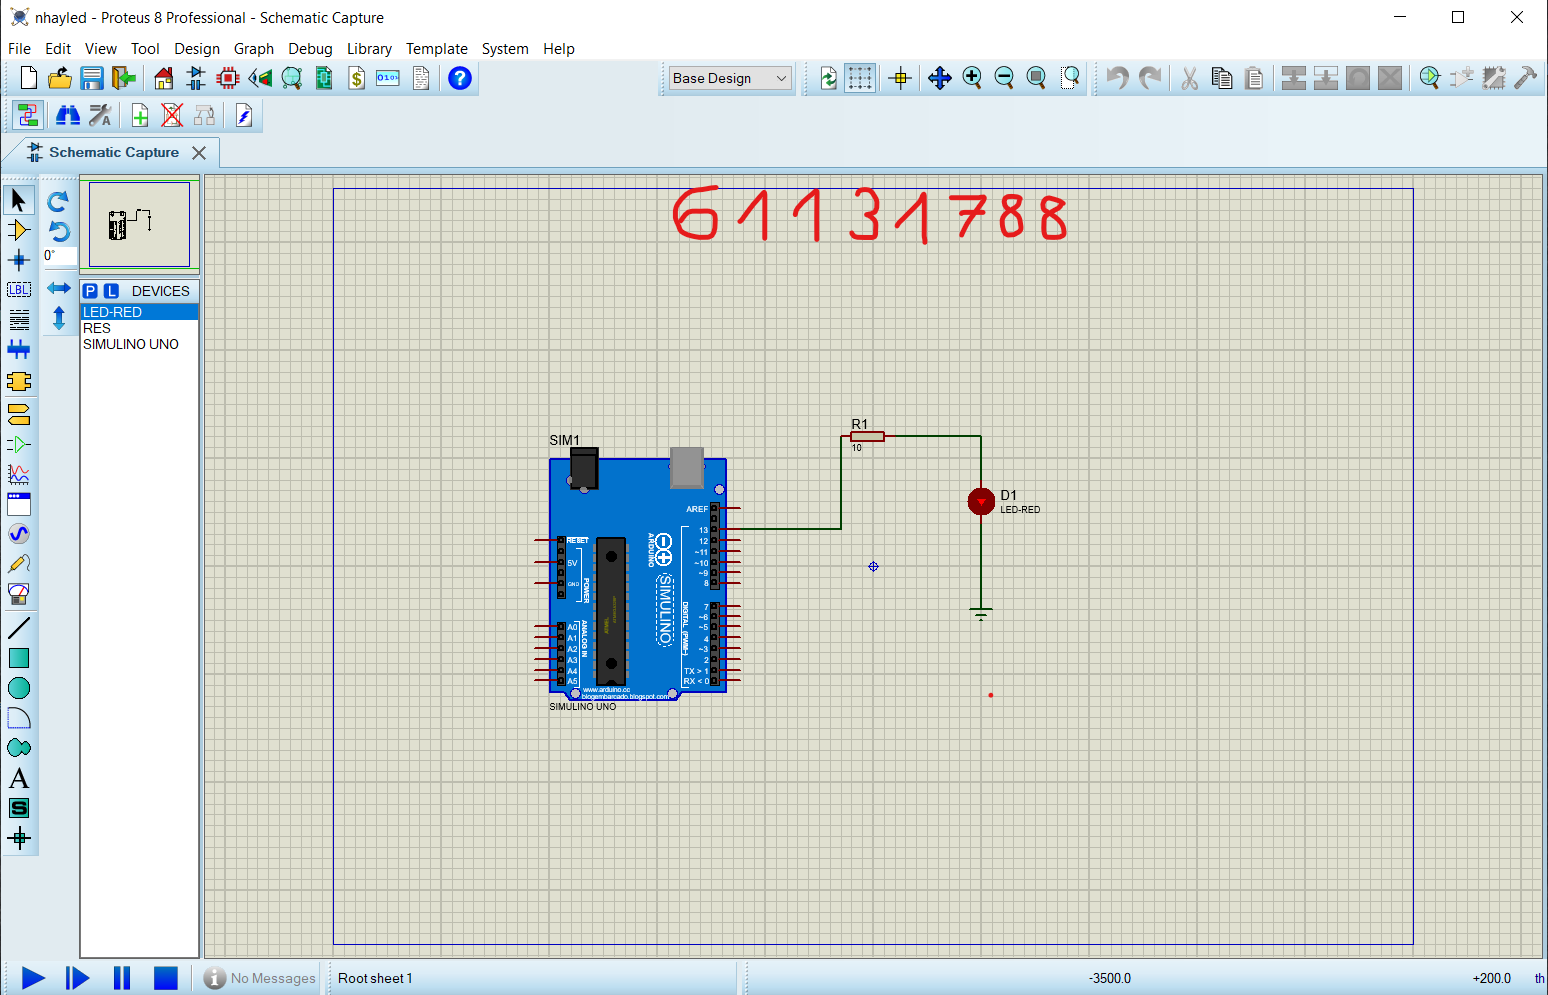 nhayled - Proteus 8 Professional - Schematic Capture
File Edit View Tool Design Graph Debug Library Template System Help
Base Design
Schematic Capture
61131788
0°
P L DEVICES
LED-RED
RES
SIMULINO UNO
LBL
A
S
R1
10
SIM1
D1
LED-RED
AREF
13
12
~11
~10
~9
8
7
~6
~5
4
~3
2
TX > 1
RX < 0
RESET
5V
GND
POWER
A0
A1
A2
A3
A4
A5
ANALOG IN
ARDUINO
SIMULINO
DIGITAL (PWM~)
www.arduino.cc
blogembarcado.blogspot.com
SIMULINO UNO
No Messages Root sheet 1 -3500.0 +200.0 th